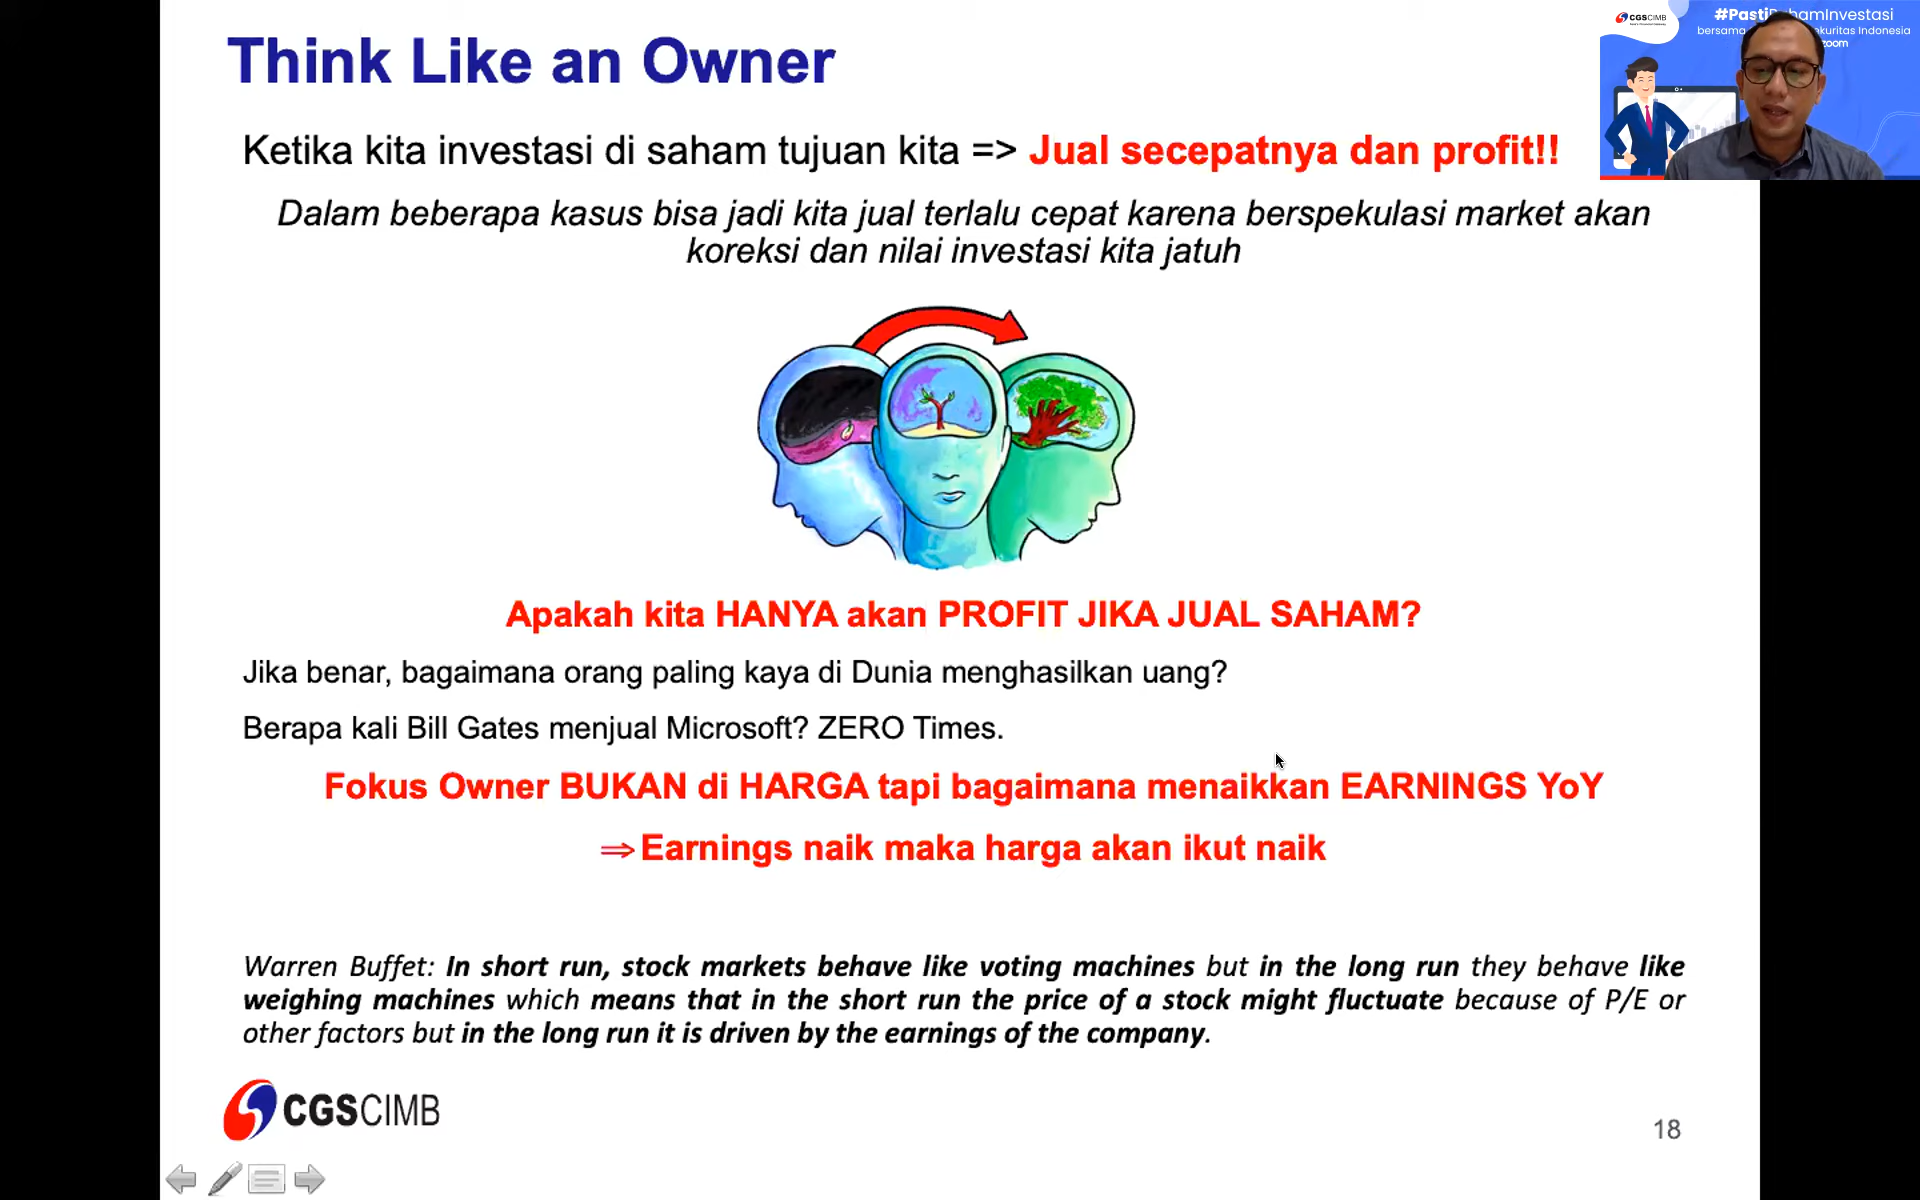 Think Like an Owner
Ketika kita investasi di saham tujuan kita => Jual secepatnya dan profit!!
Dalam beberapa kasus bisa jadi kita jual terlalu cepat karena berspekulasi market akan
koreksi dan nilai investasi kita jatuh
Apakah kita HANYA akan PROFIT JIKA JUAL SAHAM?
Jika benar, bagaimana orang paling kaya di Dunia menghasilkan uang?
Berapa kali Bill Gates menjual Microsoft? ZERO Times.
Fokus Owner BUKAN di HARGA tapi bagaimana menaikkan EARNINGS YoY
⇒ Earnings naik maka harga akan ikut naik
Warren Buffet: In short run, stock markets behave like voting machines but in the long run they behave like
weighing machines which means that in the short run the price of a stock might fluctuate because of P/E or
other factors but in the long run it is driven by the earnings of the company.
CGSCIMB
18
CGSCIMB
#Pasti hamInvestasi
bersama kuritas Indonesia
zoom